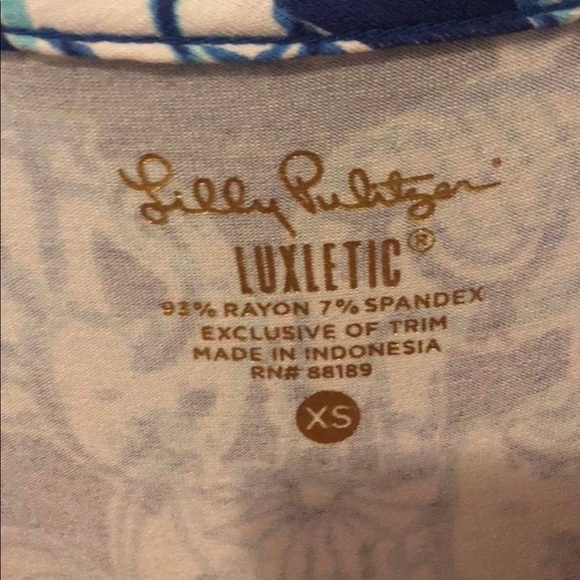 Lilly Pulitzer®
LUXLETIC®
93% RAYON 7% SPANDEX
EXCLUSIVE OF TRIM
MADE IN INDONESIA
RN# 88189
XS